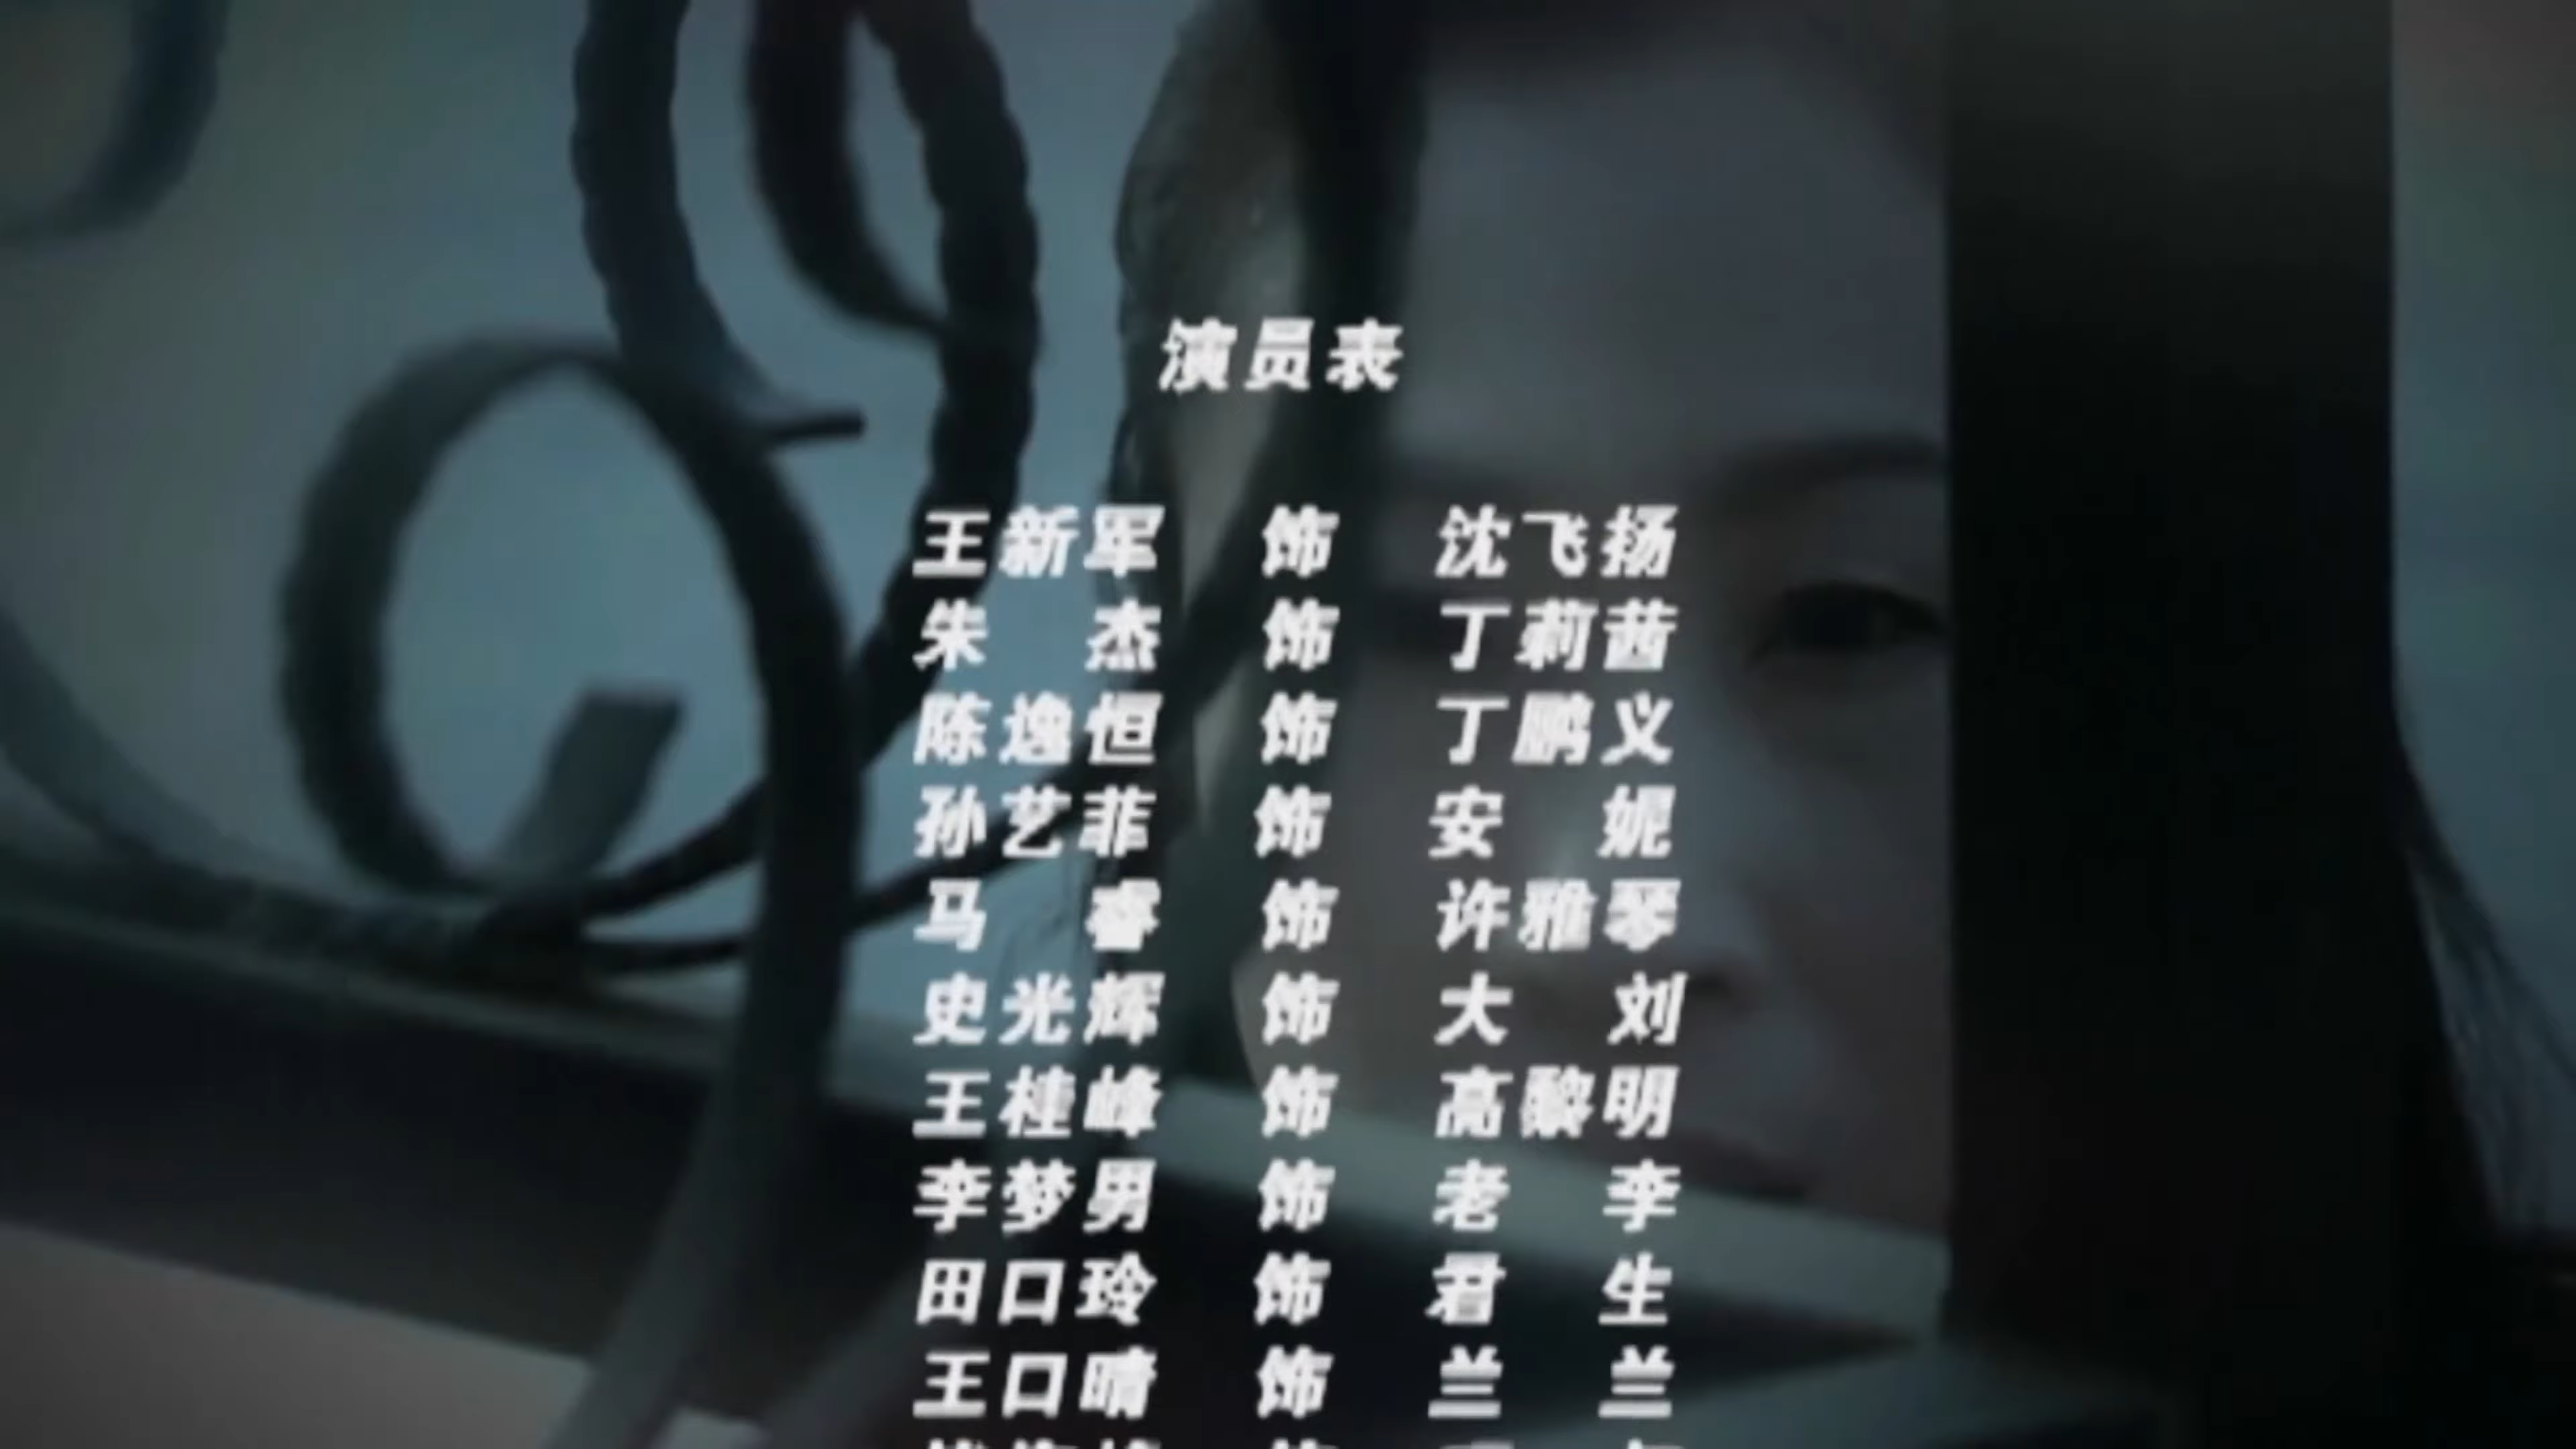 演员表
王新军 饰 沈飞扬
朱 杰 饰 丁莉茜
陈逸恒 饰 丁鹏义
孙艺菲 饰 安 妮
马 睿 饰 许雅琴
史光辉 饰 大 刘
王桂峰 饰 高黎明
李梦男 饰 老 李
田口玲 饰 君 生
王口晴 饰 兰 兰